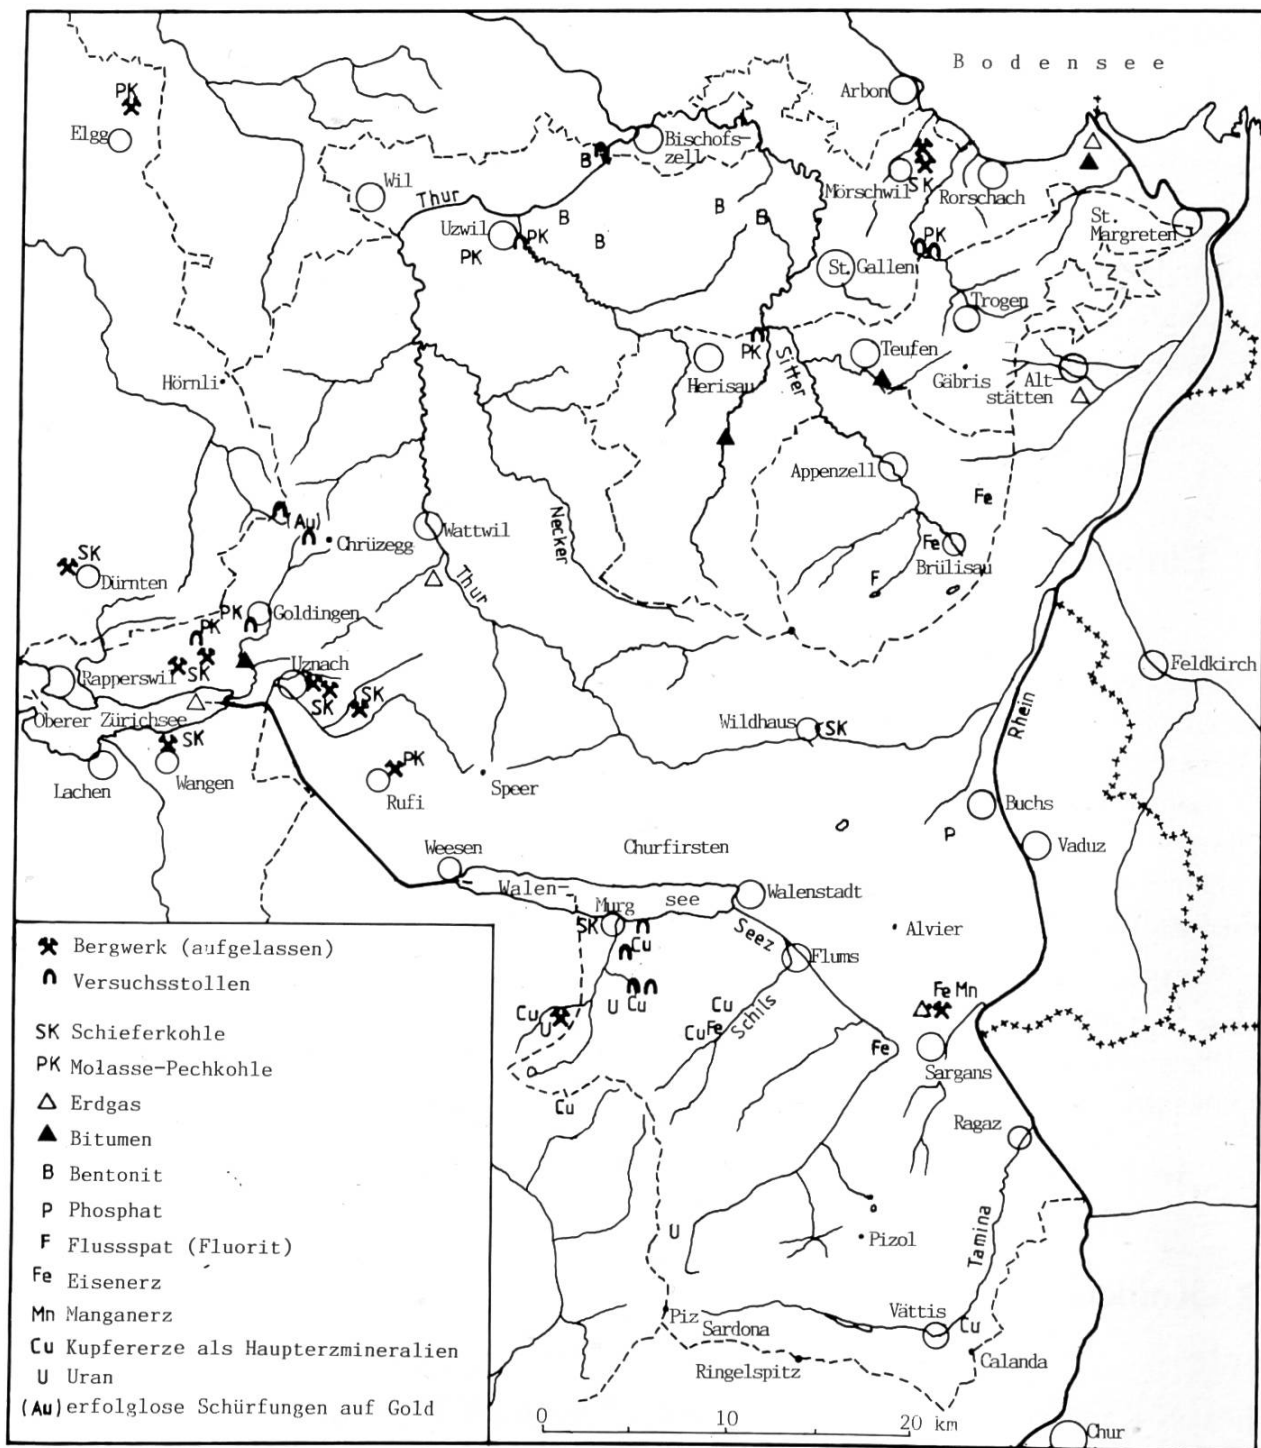 Bodensee
PK
Arbon
Elgg
Bischofs-
zell
B
Wil
Mörschwil
SK
Rorschach
Thur
B
B
B
St.
Margreten
Uzwil
PK
B
PK
PK
St. Gallen
Trogen
PK
Teufen
Sitter
Herisau
Gäbris
Alt-
stätten
Hörnli
Appenzell
Fe
(Au)
Chrüzegg
Wattwil
Necker
Fe
Brülisau
SK
Dürnten
Thur
F
PK
Goldingen
PK
Uznach
Feldkirch
Rapperswil
SK
SK
SK
Rhein
Oberer Zürichsee
Wildhaus
SK
SK
PK
Lachen
Wangen
Rufi
Speer
Buchs
P
Vaduz
Weesen
Churfirsten
Walen-
see
Walenstadt
Murg
SK
Cu
Seez
Alvier
Flums
Fe Mn
U
Cu
Cu
Schils
Cu
U
Cu
Fe
Fe
Sargans
Cu
Ragaz
U
Pizol
Tamina
Piz
Sardona
Vättis
Cu
Ringelspitz
Calanda
Chur
Bergwerk (aufgelassen)
Versuchsstollen
SK Schieferkohle
PK Molasse-Pechkohle
Erdgas
Bitumen
B Bentonit
P Phosphat
F Flussspat (Fluorit)
Fe Eisenerz
Mn Manganerz
Cu Kupfererze als Haupterzmineralien
U Uran
(Au) erfolglose Schürfungen auf Gold
0 10 20 km